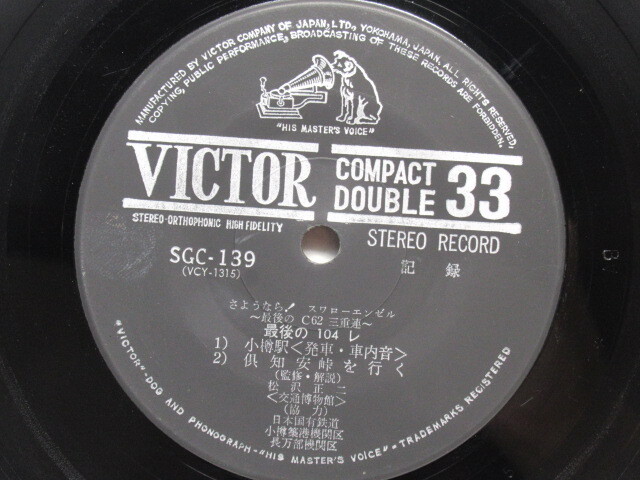 MANUFACTURED BY VICTOR COMPANY OF JAPAN, LTD., YOKOHAMA, JAPAN. ALL RIGHTS RESERVED,
COPYING, PUBLIC PERFORMANCE, BROADCASTING OF THESE RECORDS ARE FORBIDDEN.
"HIS MASTER'S VOICE"
VICTOR
COMPACT
DOUBLE 33
STEREO-ORTHOPHONIC HIGH FIDELITY
STEREO RECORD
SGC-139
(VCY-1315)
記録
B
さようなら! スワローエンゼル
~最後の C62 三重連~
最後の 104 レ
1) 小樽駅<発車・車内音>
2) 倶知安峠を行く
(監修・解説)
松沢正二
<交通博物館>
(協力)
日本国有鉄道
小樽築港機関区
長万部機関区
"VICTOR"-DOG AND PHONOGRAPH-"HIS MASTER'S VOICE"-TRADEMARKS REGISTERED